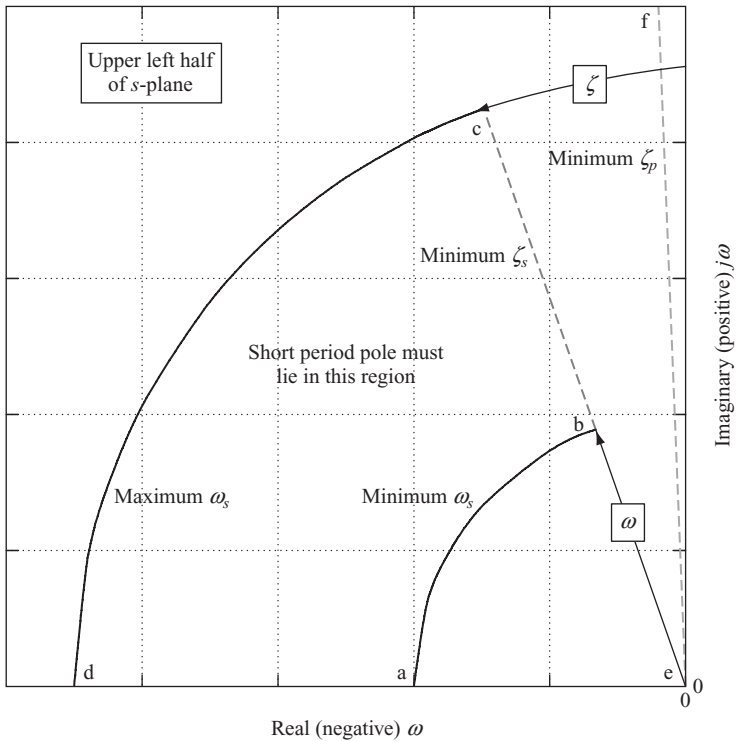 f
Upper left half
of s-plane
ζ
c
Minimum ζp
Minimum ζs
Short period pole must
lie in this region
Imaginary (positive) jω
b
Maximum ωs
Minimum ωs
ω
d
a
e
0
0
Real (negative) ω